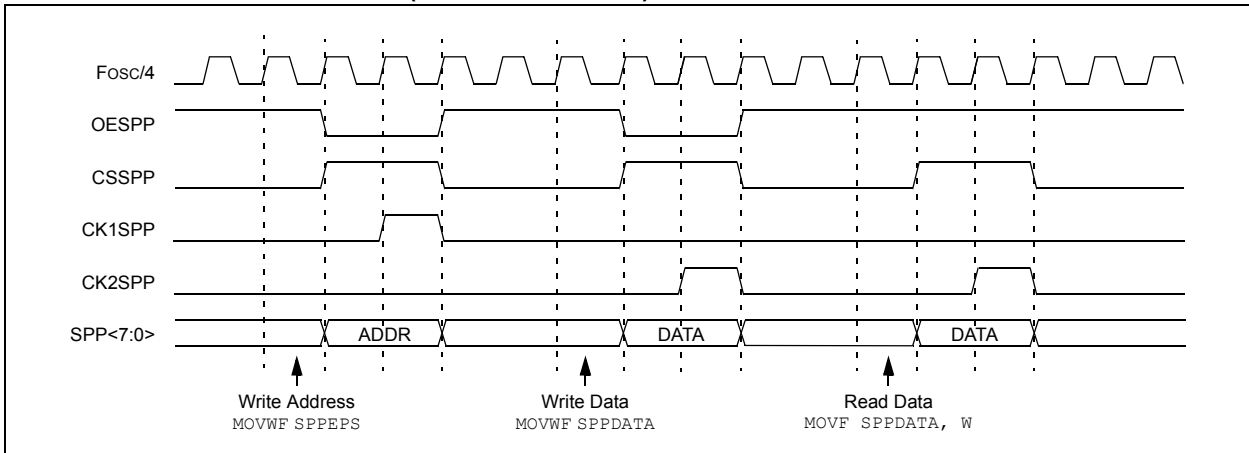 FOSC/4
OESPP
CSSPP
CK1SPP
CK2SPP
SPP<7:0>
ADDR DATA DATA
Write Address Write Data Read Data
MOVWF SPPEPS MOVWF SPPDATA MOVF SPPDATA, W